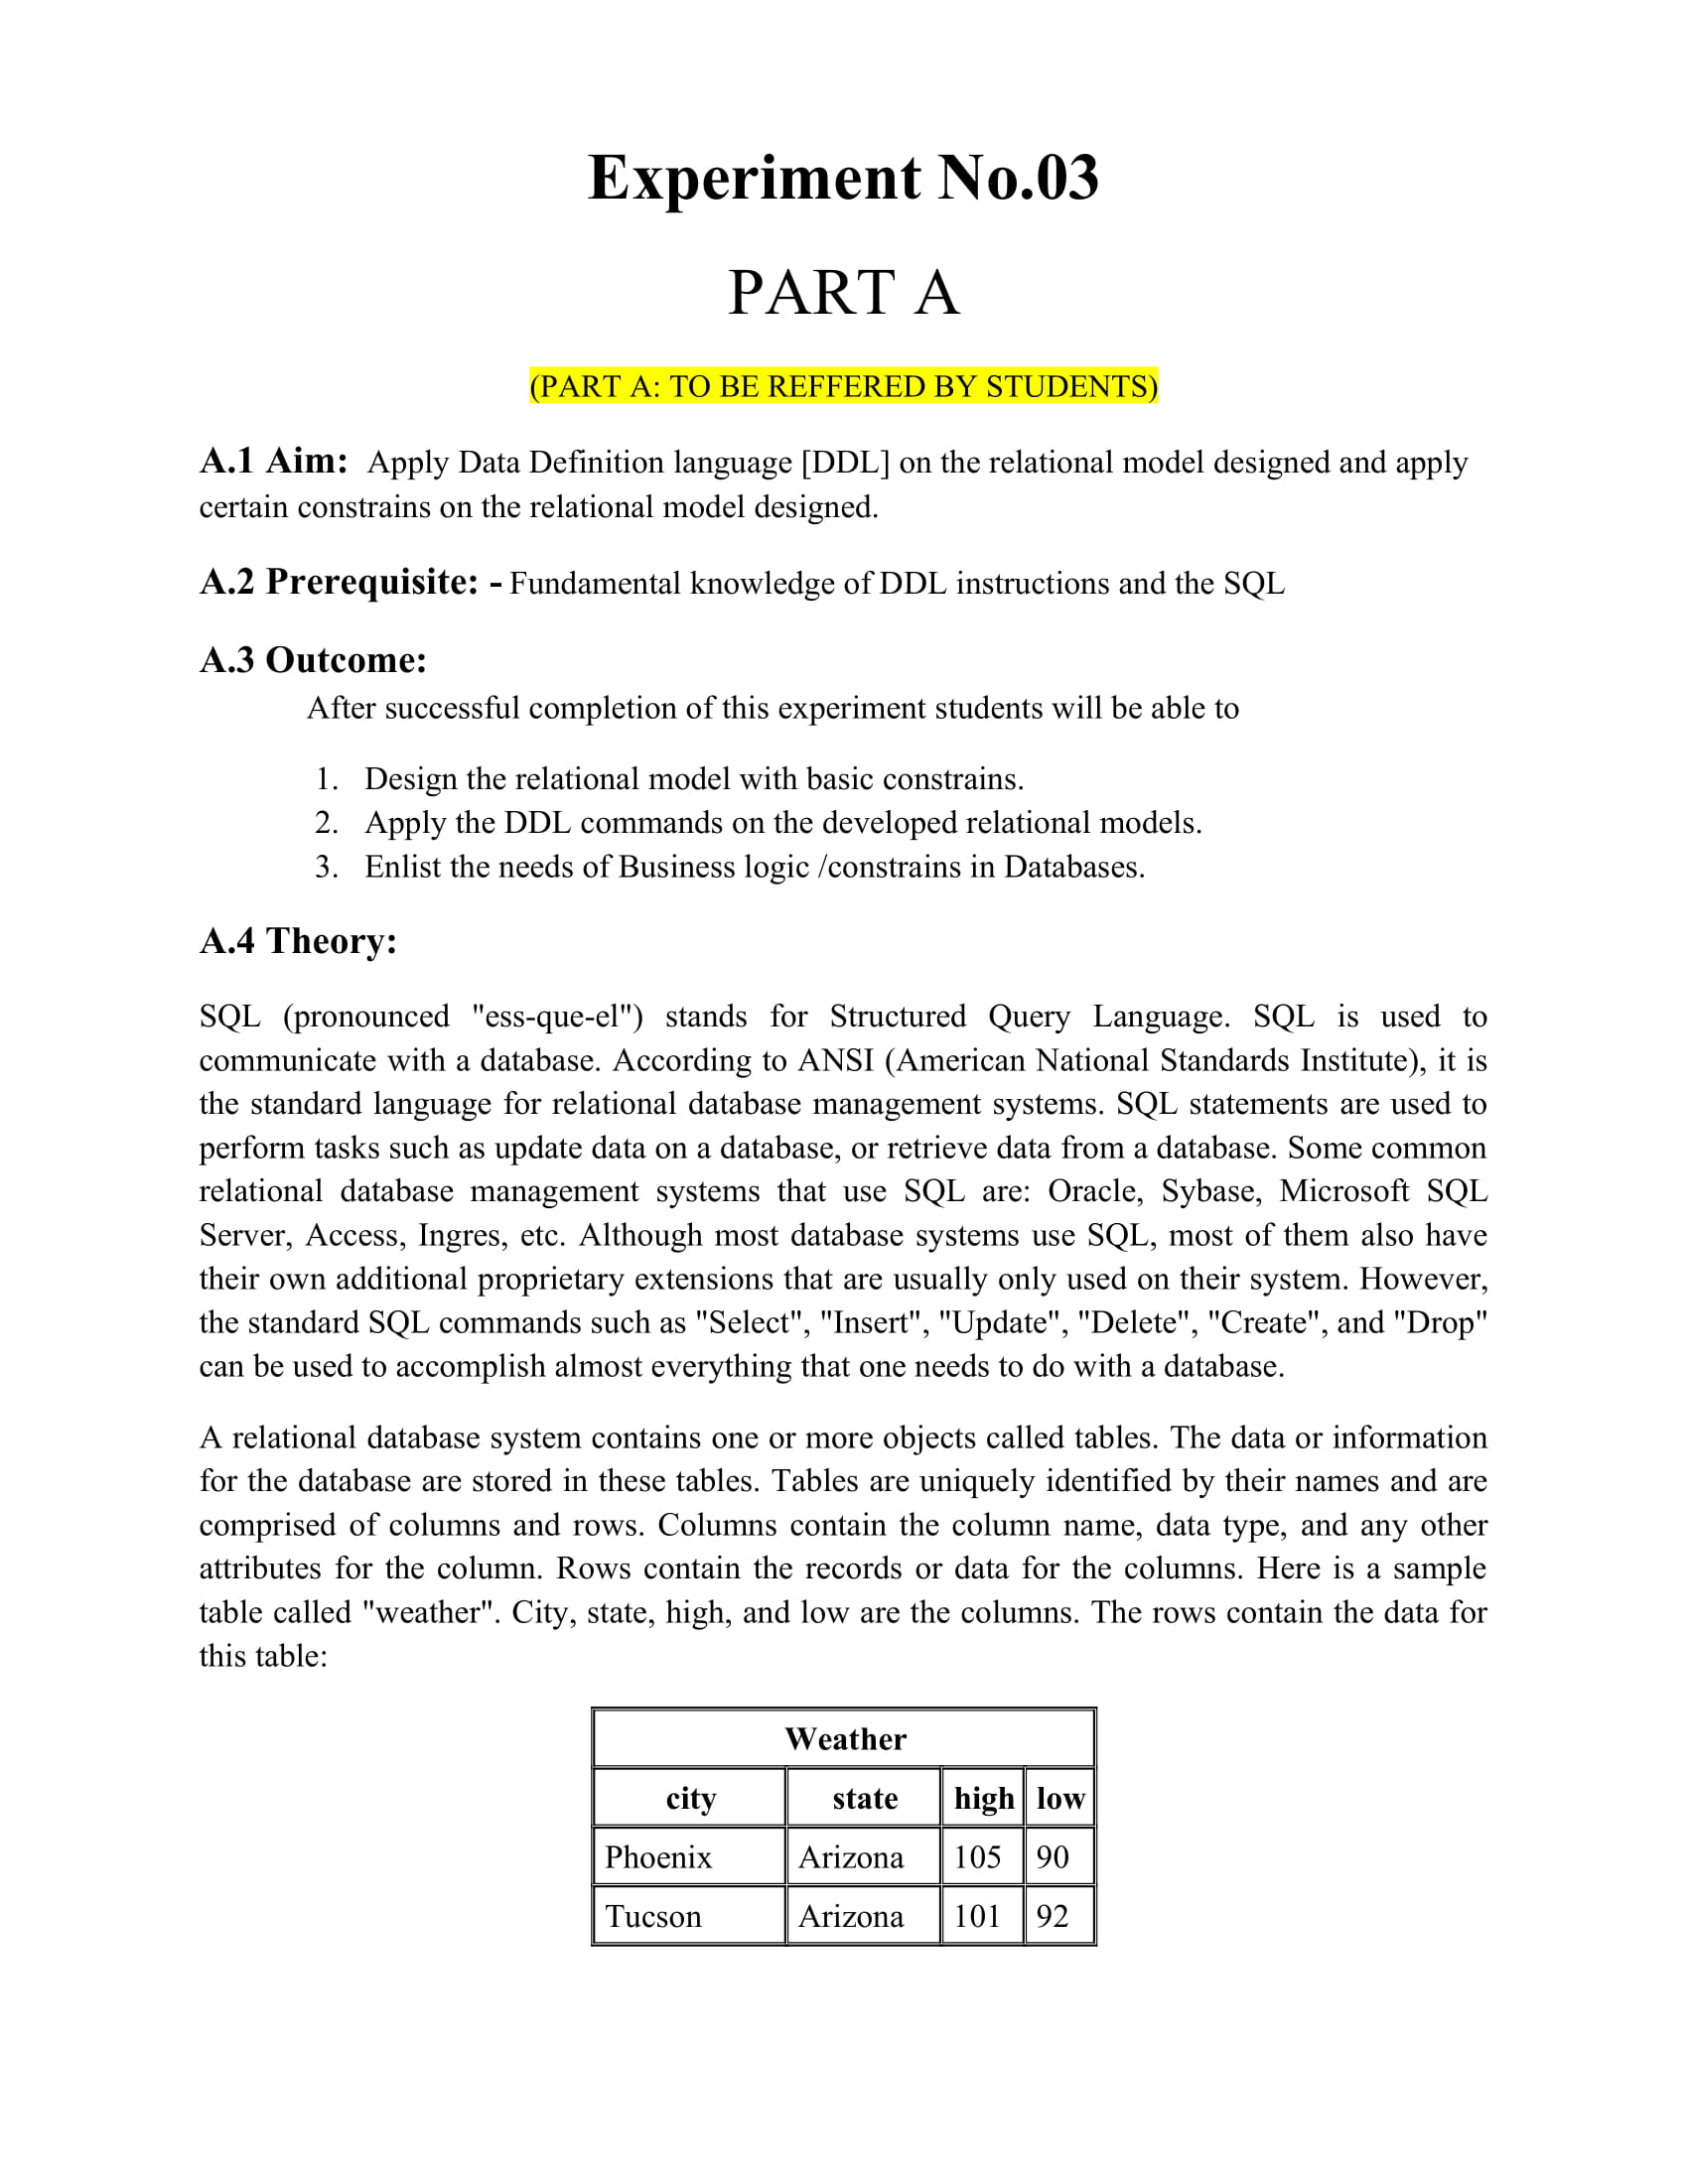 Experiment No.03
PART A
(PART A: TO BE REFFERED BY STUDENTS)
A.1 Aim: Apply Data Definition language [DDL] on the relational model designed and apply
certain constrains on the relational model designed.
A.2 Prerequisite: - Fundamental knowledge of DDL instructions and the SQL
A.3 Outcome:
After successful completion of this experiment students will be able to
1. Design the relational model with basic constrains.
2. Apply the DDL commands on the developed relational models.
3. Enlist the needs of Business logic /constrains in Databases.
A.4 Theory:
SQL (pronounced "ess-que-el") stands for Structured Query Language. SQL is used to
communicate with a database. According to ANSI (American National Standards Institute), it is
the standard language for relational database management systems. SQL statements are used to
perform tasks such as update data on a database, or retrieve data from a database. Some common
relational database management systems that use SQL are: Oracle, Sybase, Microsoft SQL
Server, Access, Ingres, etc. Although most database systems use SQL, most of them also have
their own additional proprietary extensions that are usually only used on their system. However,
the standard SQL commands such as "Select", "Insert", "Update", "Delete", "Create", and "Drop"
can be used to accomplish almost everything that one needs to do with a database.
A relational database system contains one or more objects called tables. The data or information
for the database are stored in these tables. Tables are uniquely identified by their names and are
comprised of columns and rows. Columns contain the column name, data type, and any other
attributes for the column. Rows contain the records or data for the columns. Here is a sample
table called "weather". City, state, high, and low are the columns. The rows contain the data for
this table:
Weather
city state high low
Phoenix Arizona 105 90
Tucson Arizona 101 92